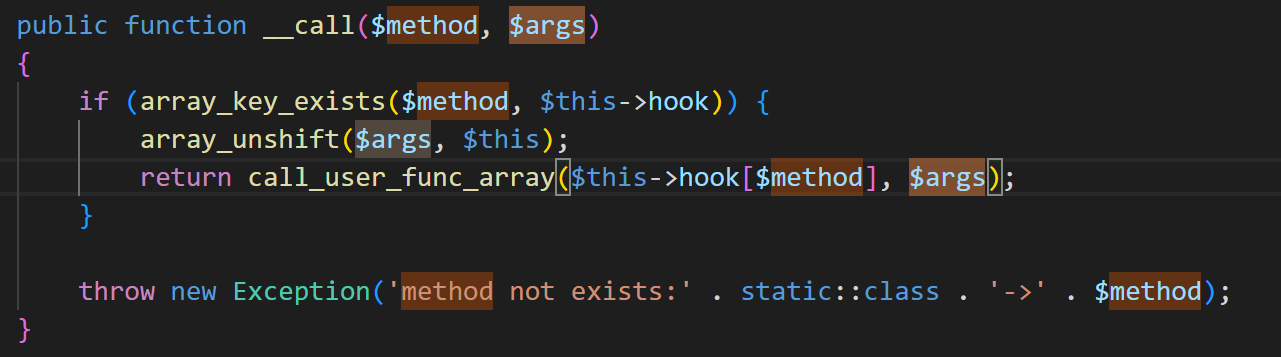 public function __call($method, $args)
{
    if (array_key_exists($method, $this->hook)) {
        array_unshift($args, $this);
        return call_user_func_array($this->hook[$method], $args);
    }

    throw new Exception('method not exists:' . static::class . '->' . $method);
}